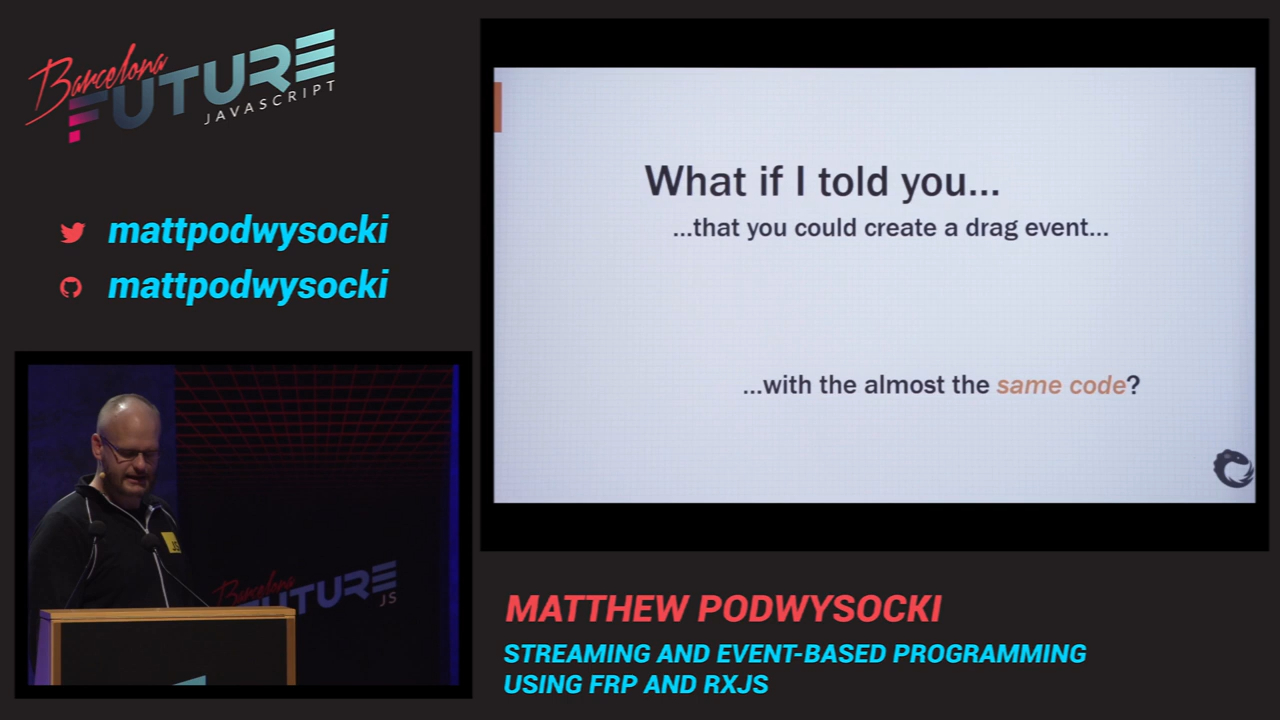 Barcelona
FUTURE
JAVASCRIPT
mattpodwysocki
mattpodwysocki
What if I told you...
...that you could create a drag event...
...with the almost the same code?
JS
Barcelona
FUTURE
JS
MATTHEW PODWYSOCKI
STREAMING AND EVENT-BASED PROGRAMMING
USING FRP AND RXJS